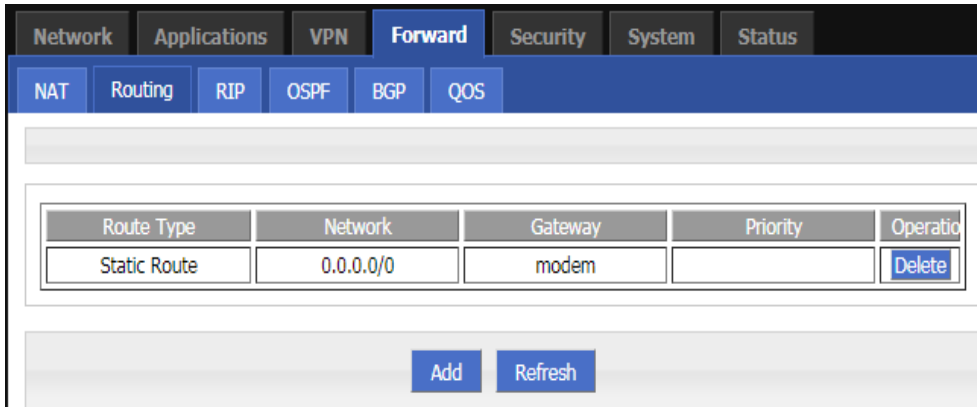 Network Applications VPN Forward Security System Status
NAT Routing RIP OSPF BGP QOS
Route Type Network Gateway Priority Operatio
Static Route 0.0.0.0/0 modem Delete
Add Refresh